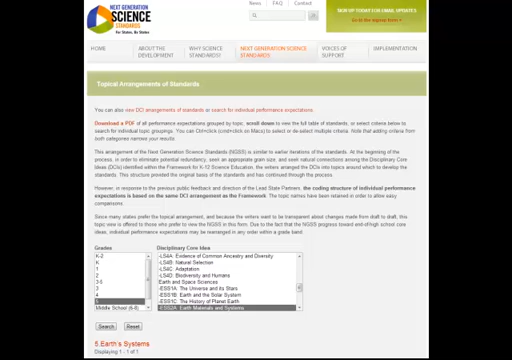 News FAQ Contact
NEXT GENERATION
SCIENCE
STANDARDS
For States, By States
SIGN UP TODAY FOR EMAIL UPDATES
Go to the signup form >
HOME
ABOUT THE DEVELOPMENT
WHY SCIENCE STANDARDS?
NEXT GENERATION SCIENCE STANDARDS
VOICES OF SUPPORT
IMPLEMENTATION
Topical Arrangements of Standards
You can also view DCI arrangements of standards or search for individual performance expectations.
Download a PDF of all performance expectations grouped by topic, scroll down to view the full table of standards, or select criteria below to
search for individual topic groupings. You can Ctrl+click (condition on Macs) to select or de-select multiple criteria. Note that adding criteria from
both categories narrows your results.
This arrangement of the Next Generation Science Standards (NGSS) is similar to earlier iterations of the standards. At the beginning of
the process, in order to eliminate potential redundancy, seek an appropriate grain size, and seek natural connections among the Disciplinary Core
Ideas (DCIs) identified within the Framework for K-12 Science Education, the writers arranged the DCIs into topics around which to develop the
standards. This structure provided the original basis of the standards and has continued through the process.
However, in response to the previous public feedback and direction of the Lead State Partners, the coding structure of individual performance
expectations is based on the same DCI arrangement as the Framework. The topic names have been retained in order to allow easy
comparisons.
Since many states prefer the topical arrangement, and because the writers want to be transparent about changes made from draft to draft, this
topic view is offered to those who prefer to view the NGSS in this form. Due to the fact that the NGSS progress toward end-of-high school core
ideas, individual performance expectations may be rearranged in any order within a grade band.
Grades
K-2
K
1
2
3-5
3
4
5
Middle School (6-8)
Disciplinary Core Idea
-LS4A: Evidence of Common Ancestry and Diversity
-LS4B: Natural Selection
-LS4C: Adaptation
-LS4D: Biodiversity and Humans
Earth and Space Sciences
-ESS1A: The Universe and its Stars
-ESS1B: Earth and the Solar System
-ESS1C: The History of Planet Earth
-ESS2A: Earth Materials and Systems
Search Reset
5.Earth's Systems
Displaying 1 - 1 of 1